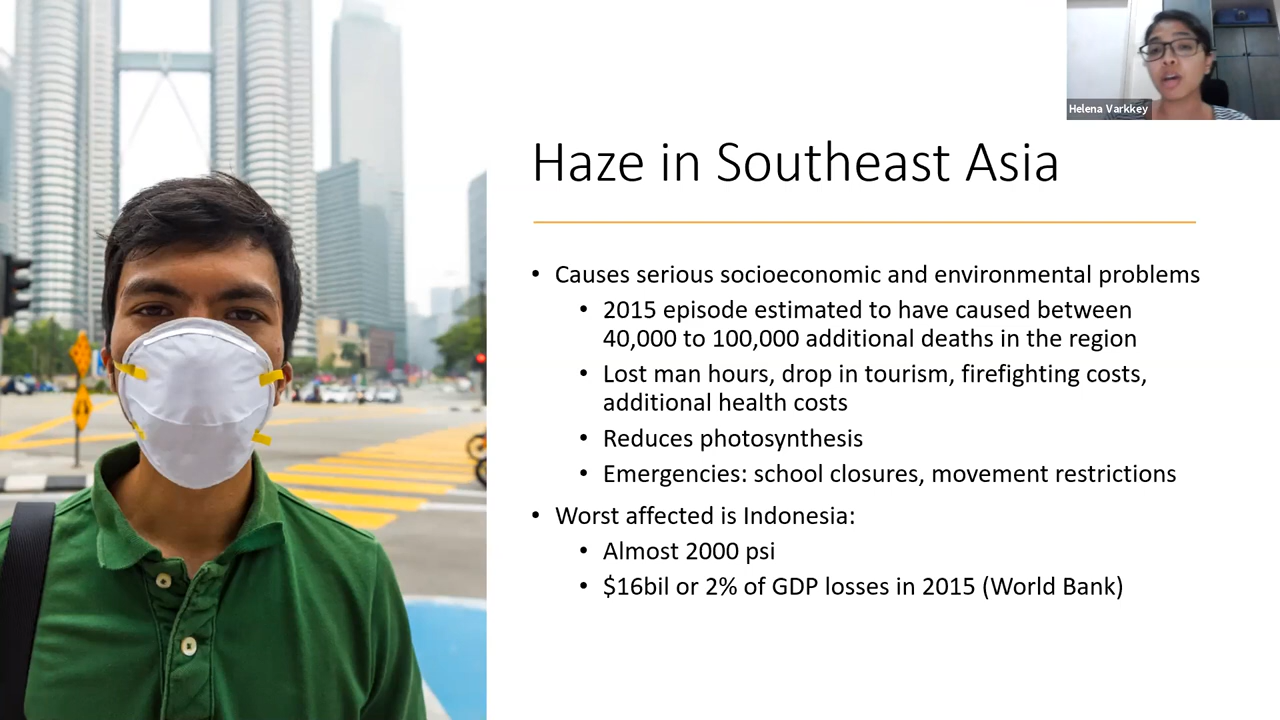 Helena Varkkey
Haze in Southeast Asia
• Causes serious socioeconomic and environmental problems
• 2015 episode estimated to have caused between
40,000 to 100,000 additional deaths in the region
• Lost man hours, drop in tourism, firefighting costs,
additional health costs
• Reduces photosynthesis
• Emergencies: school closures, movement restrictions
• Worst affected is Indonesia:
• Almost 2000 psi
• $16bil or 2% of GDP losses in 2015 (World Bank)